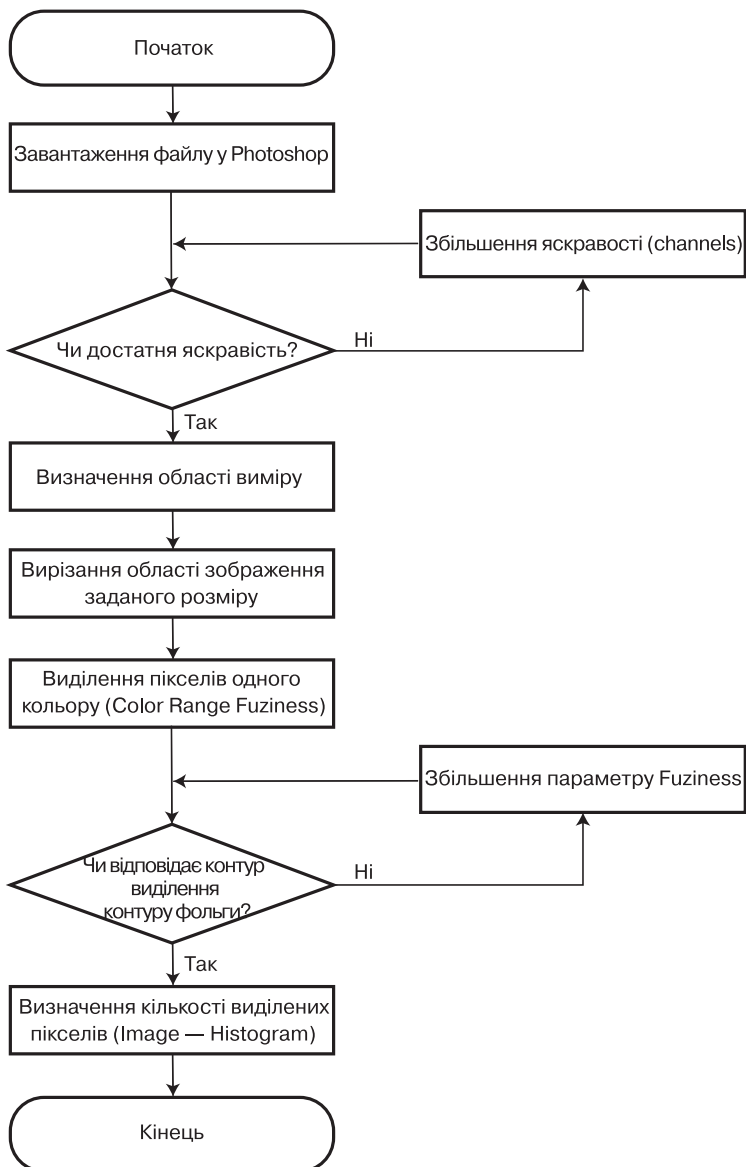 Початок
Завантаження файлу у Photoshop
Збільшення яскравості (channels)
Чи достатня яскравість?
Ні
Так
Визначення області виміру
Вирізання області зображення
заданого розміру
Виділення пікселів одного
кольору (Color Range Fuziness)
Збільшення параметру Fuziness
Чи відповідає контур
виділення
контуру фольги?
Ні
Так
Визначення кількості виділених
пікселів (Image — Histogram)
Кінець